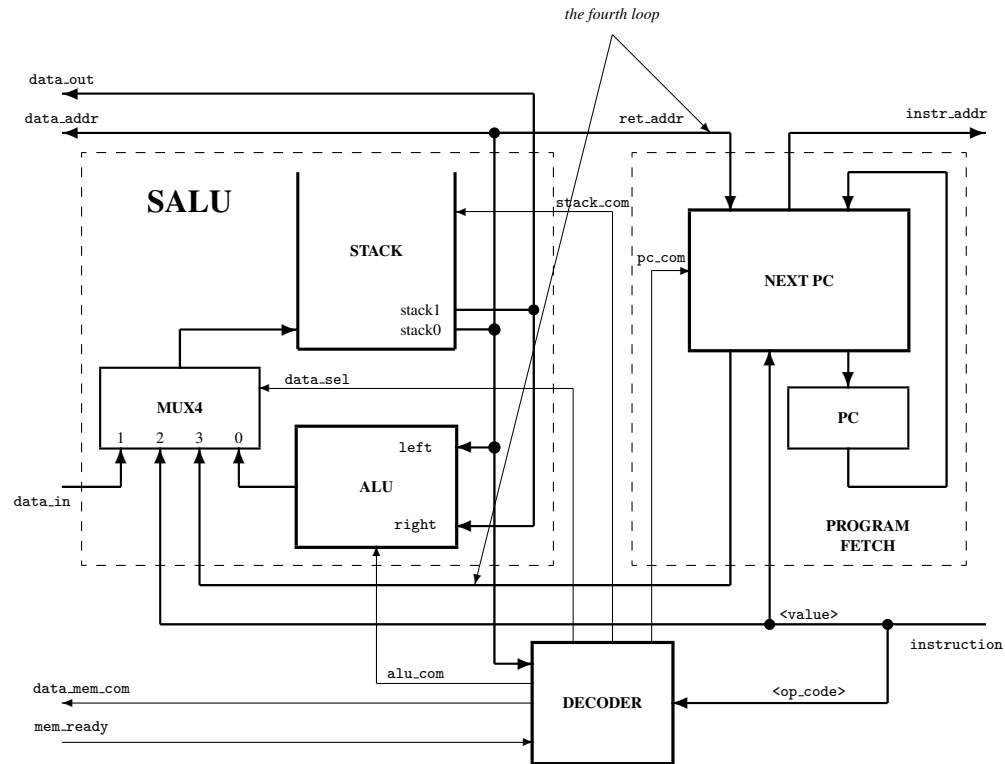 the fourth loop
data_out
data_addr
ret_addr
instr_addr
SALU
stack_com
STACK
pc_com
NEXT PC
stack1
stack0
data_sel
MUX4
PC
1 2 3 0
left
ALU
data_in
right
PROGRAM
FETCH
<value>
instruction
alu_com
data_mem_com
<op_code>
DECODER
mem_ready